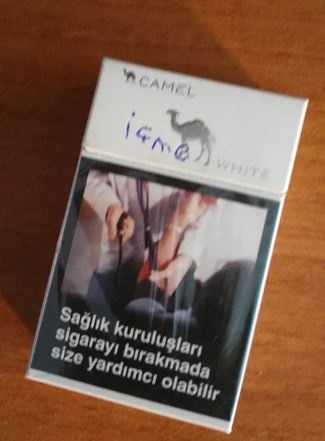 CAMEL
içme
WHITE
Sağlık kuruluşları
sigarayı bırakmada
size yardımcı olabilir